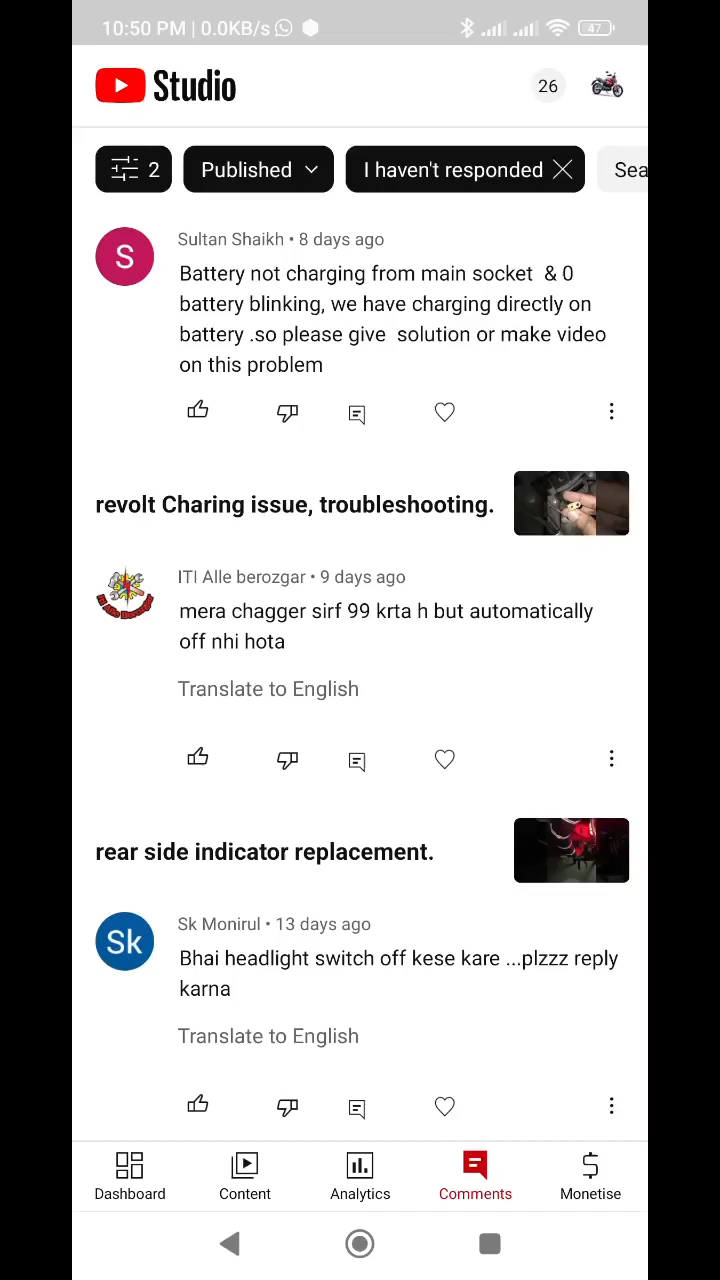 10:50 PM | 0.0KB/s
47
Studio
26
2
Published
I haven't responded
Sea
S
Sultan Shaikh • 8 days ago
Battery not charging from main socket  & 0
battery blinking, we have charging directly on
battery .so please give  solution or make video
on this problem
revolt Charing issue, troubleshooting.
ITI Alle berozgar • 9 days ago
mera chagger sirf 99 krta h but automatically
off nhi hota
Translate to English
rear side indicator replacement.
Sk
Sk Monirul • 13 days ago
Bhai headlight switch off kese kare ...plzzz reply
karna
Translate to English
Dashboard
Content
Analytics
Comments
Monetise